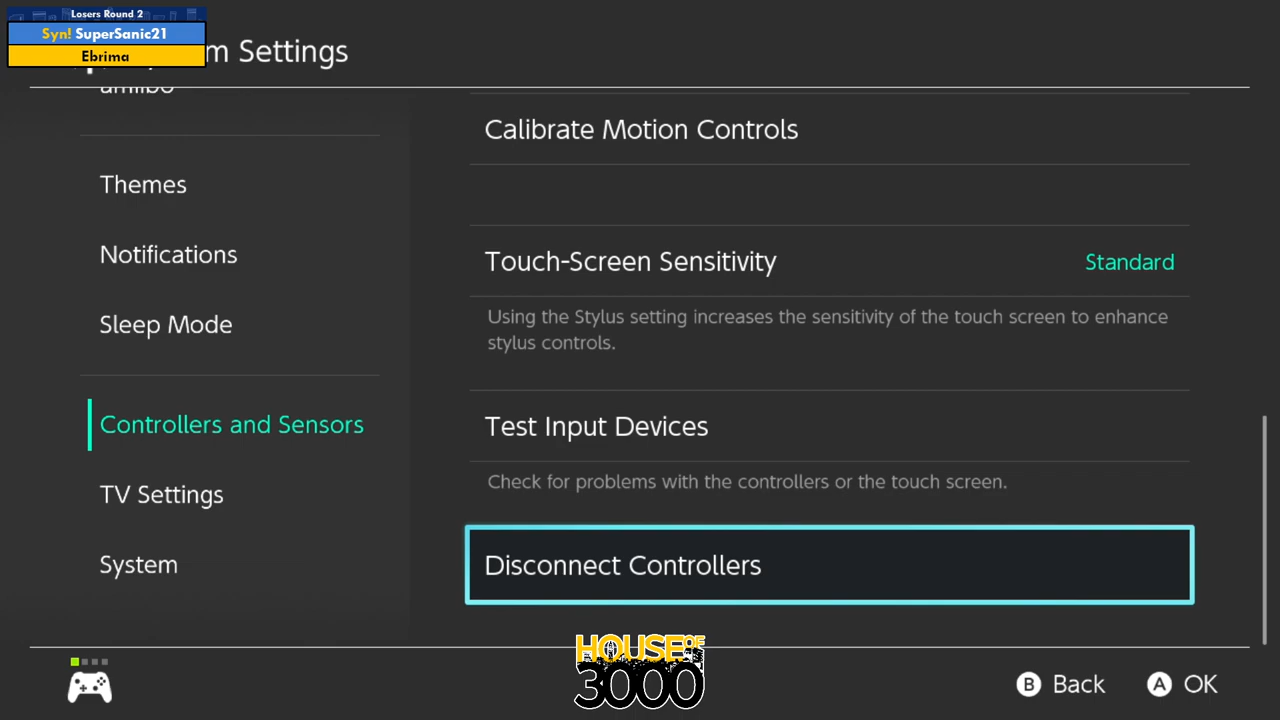 Losers Round 2
Syn! SuperSanic21
Ebrima
m Settings
amiibo
Themes
Notifications
Sleep Mode
Controllers and Sensors
TV Settings
System
Calibrate Motion Controls
Touch-Screen Sensitivity Standard
Using the Stylus setting increases the sensitivity of the touch screen to enhance
stylus controls.
Test Input Devices
Check for problems with the controllers or the touch screen.
Disconnect Controllers
HOUSE OF
3000
B Back A OK